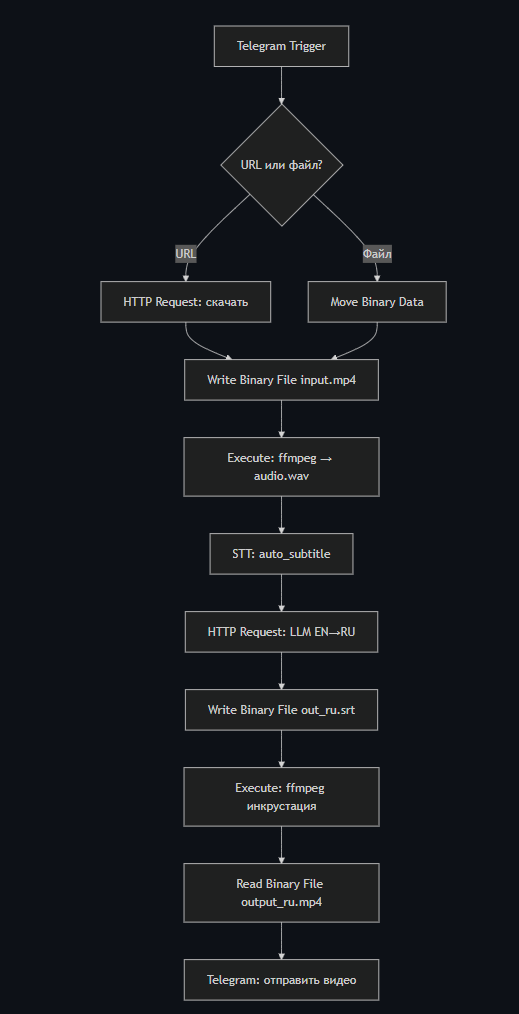 Telegram Trigger
URL или файл?
URL
Файл
HTTP Request: скачать
Move Binary Data
Write Binary File input.mp4
Execute: ffmpeg →
audio.wav
STT: auto_subtitle
HTTP Request: LLM EN→RU
Write Binary File out_ru.srt
Execute: ffmpeg
инкрустация
Read Binary File
output_ru.mp4
Telegram: отправить видео